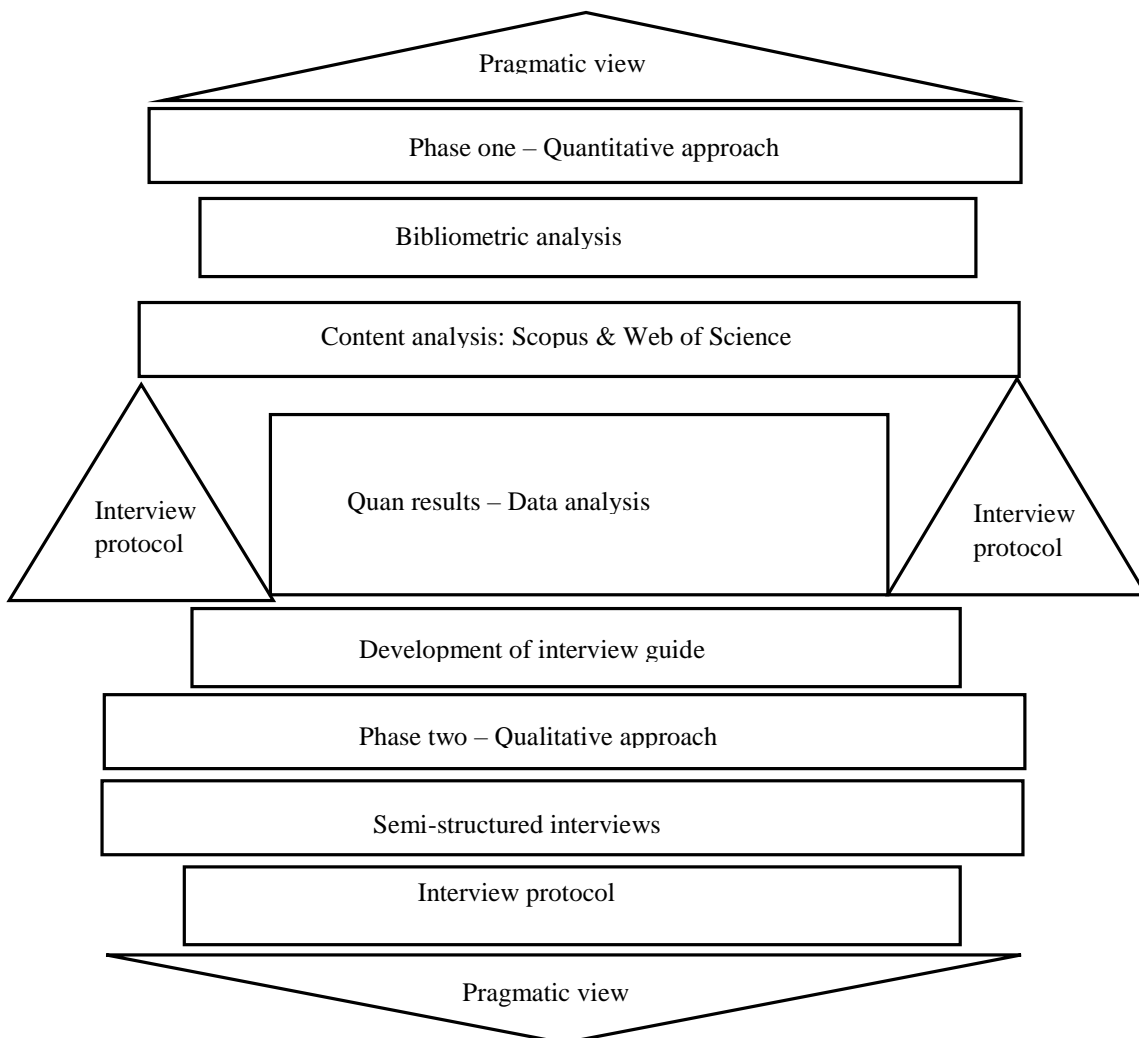 Pragmatic view
Phase one – Quantitative approach
Bibliometric analysis
Content analysis: Scopus & Web of Science
Interview
protocol
Quan results – Data analysis
Interview
protocol
Development of interview guide
Phase two – Qualitative approach
Semi-structured interviews
Interview protocol
Pragmatic view